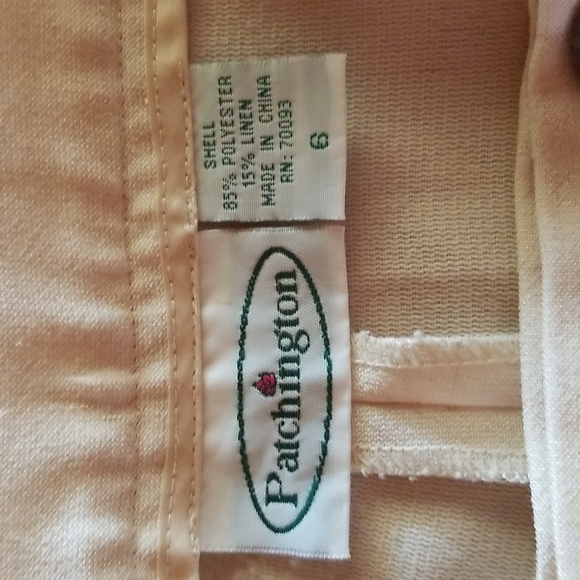 Patchington
SHELL
85% POLYESTER
15% LINEN
MADE IN CHINA
RN: 70093
6